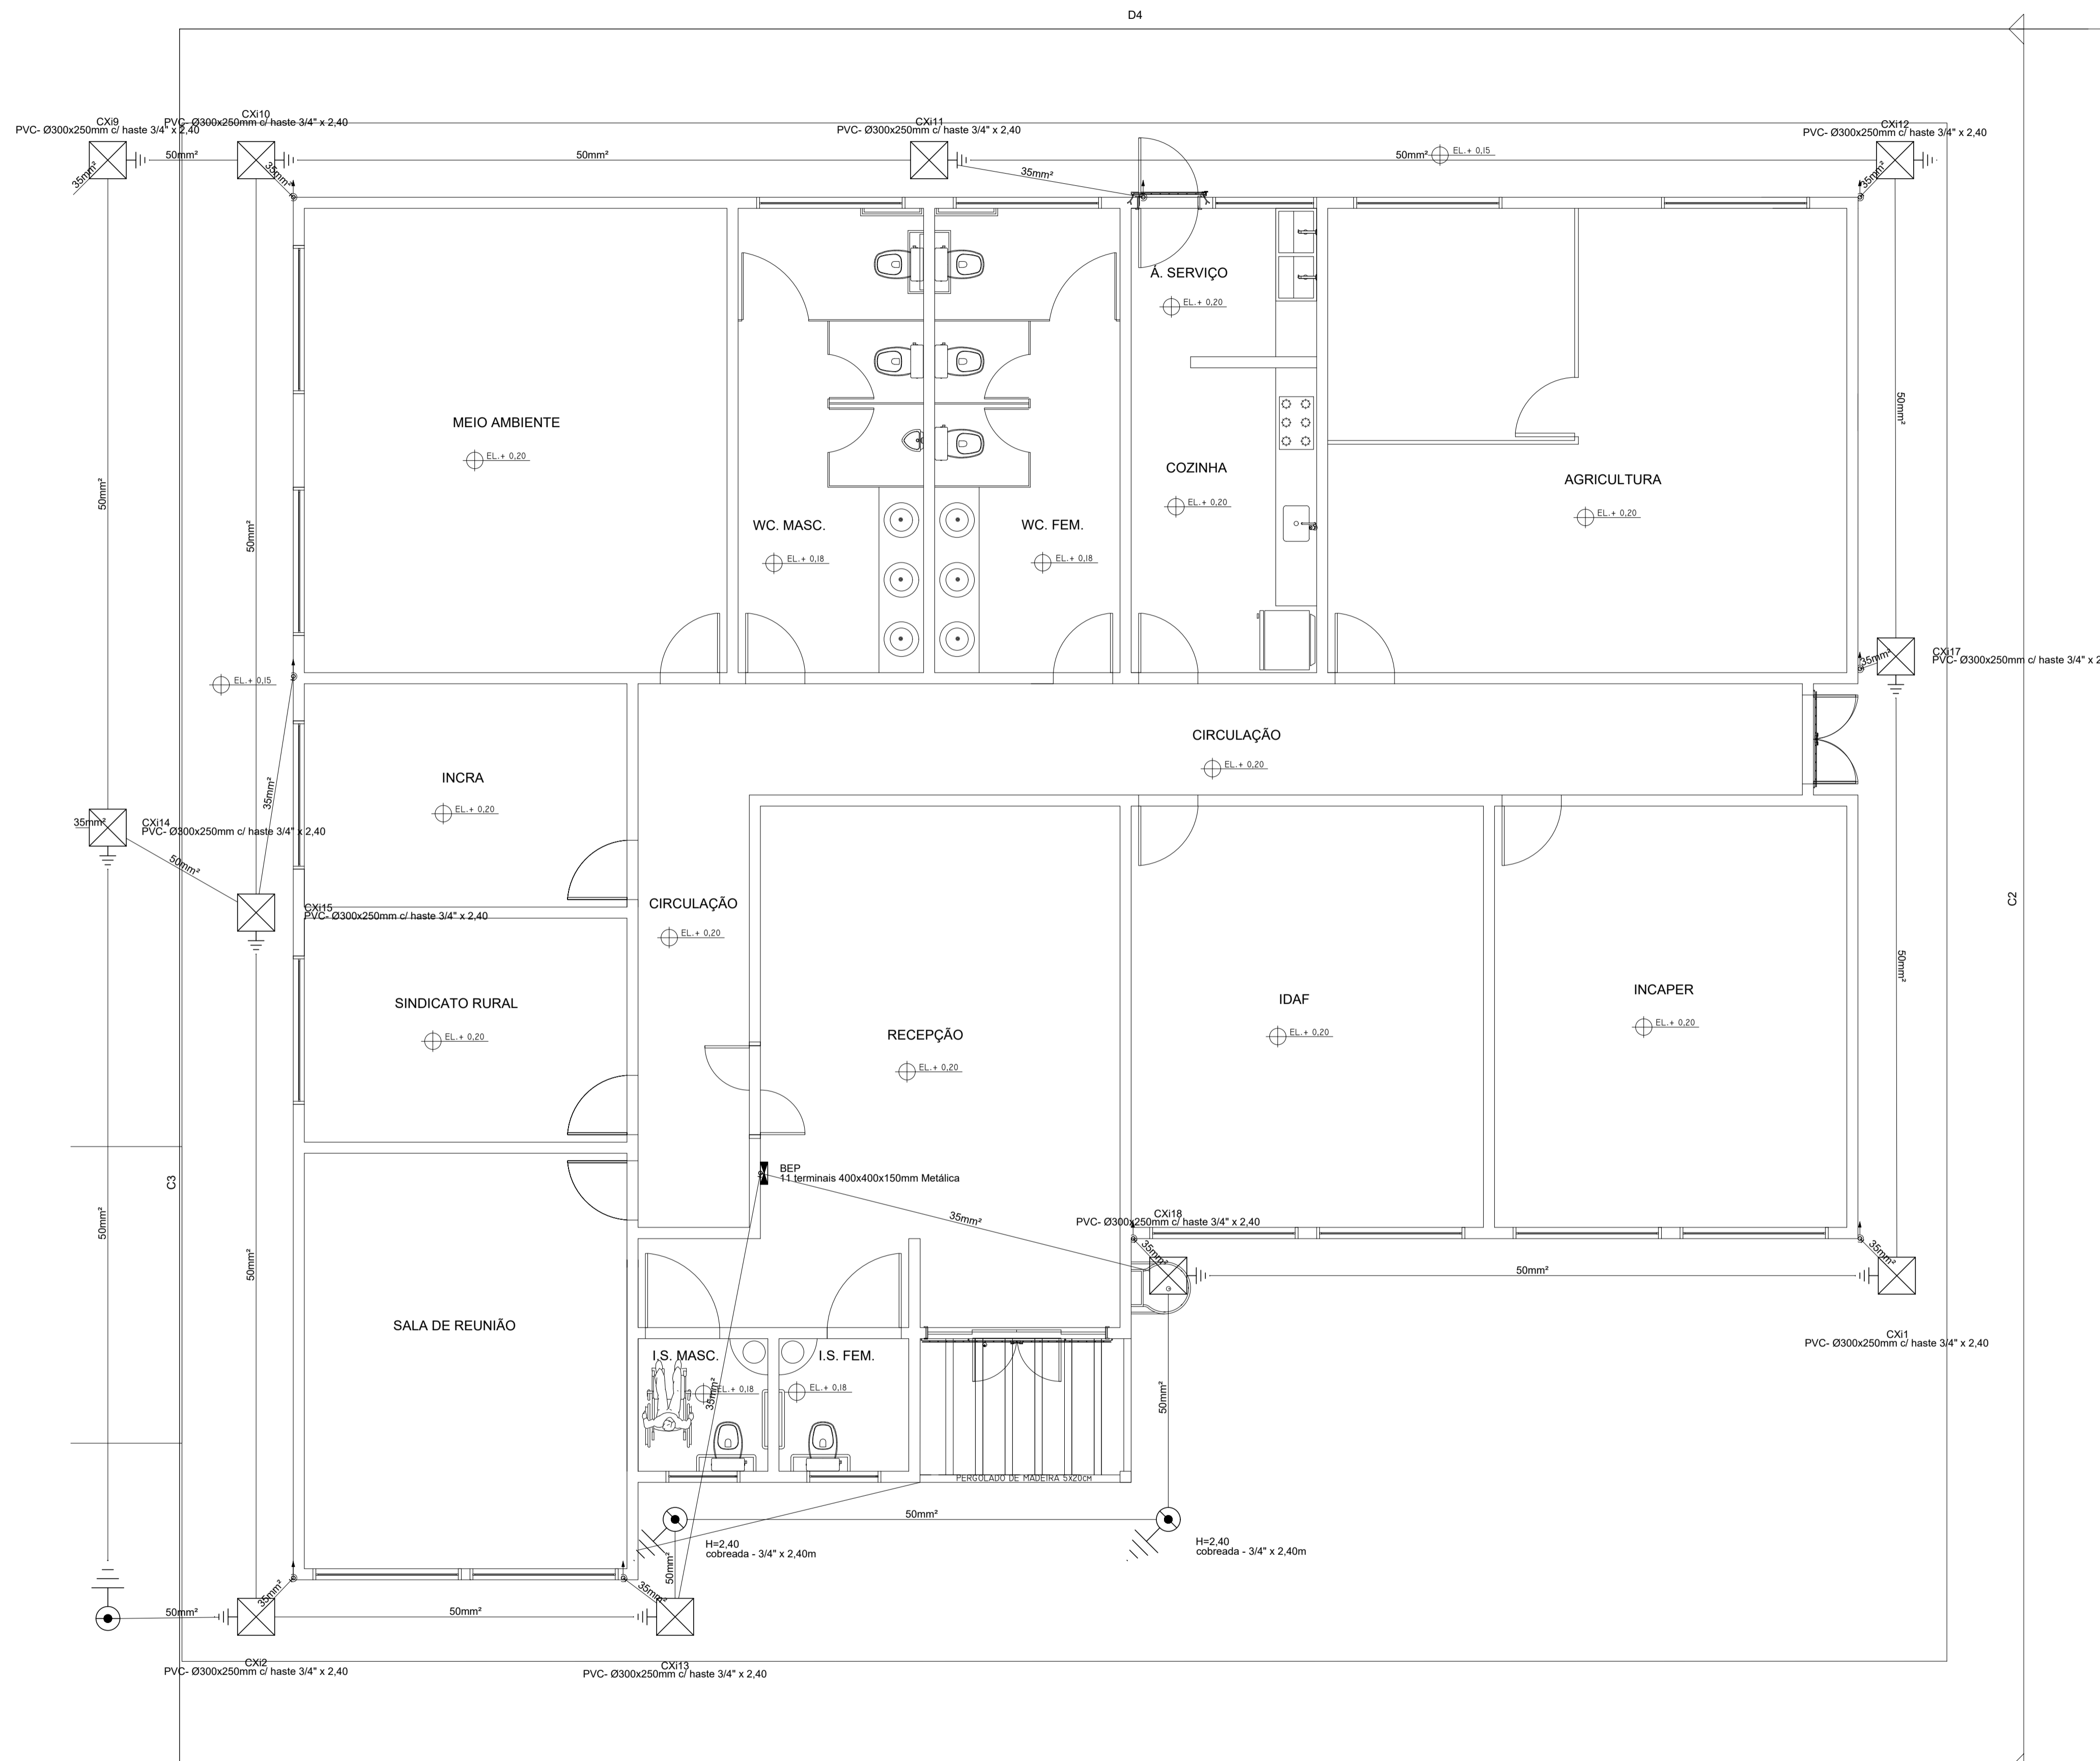 D4
CXi9
PVC- Ø300x250mm c/ haste 3/4" x 2,40
CXi10
PVC- Ø300x250mm c/ haste 3/4" x 2,40
CXi11
PVC- Ø300x250mm c/ haste 3/4" x 2,40
CXi12
PVC- Ø300x250mm c/ haste 3/4" x 2,40
50mm²
50mm²
50mm²
EL.+ 0,15
35mm²
35mm²
35mm²
35mm²
Á. SERVIÇO
EL.+ 0,20
MEIO AMBIENTE
EL.+ 0,20
50mm²
50mm²
50mm²
COZINHA
EL.+ 0,20
AGRICULTURA
EL.+ 0,20
WC. MASC.
EL.+ 0,18
WC. FEM.
EL.+ 0,18
CXi17
PVC- Ø300x250mm c/ haste 3/4" x 2
35mm²
EL.+ 0,15
CIRCULAÇÃO
EL.+ 0,20
INCRA
EL.+ 0,20
35mm²
35mm²
CXi14
PVC- Ø300x250mm c/ haste 3/4" x 2,40
50mm²
CXi15
PVC- Ø300x250mm c/ haste 3/4" x 2,40
CIRCULAÇÃO
EL.+ 0,20
C2
50mm²
SINDICATO RURAL
EL.+ 0,20
RECEPÇÃO
EL.+ 0,20
IDAF
EL.+ 0,20
INCAPER
EL.+ 0,20
C3
BEP
11 terminais 400x400x150mm Metálica
35mm²
CXi18
PVC- Ø300x250mm c/ haste 3/4" x 2,40
35mm²
50mm²
35mm²
50mm²
50mm²
CXi1
PVC- Ø300x250mm c/ haste 3/4" x 2,40
SALA DE REUNIÃO
I.S. MASC.
EL.+ 0,18
I.S. FEM.
EL.+ 0,18
35mm²
50mm²
PERGOLADO DE MADEIRA 5X20CM
50mm²
H=2,40
cobreada - 3/4" x 2,40m
H=2,40
cobreada - 3/4" x 2,40m
50mm²
35mm²
35mm²
50mm²
50mm²
CXi2
PVC- Ø300x250mm c/ haste 3/4" x 2,40
CXi13
PVC- Ø300x250mm c/ haste 3/4" x 2,40